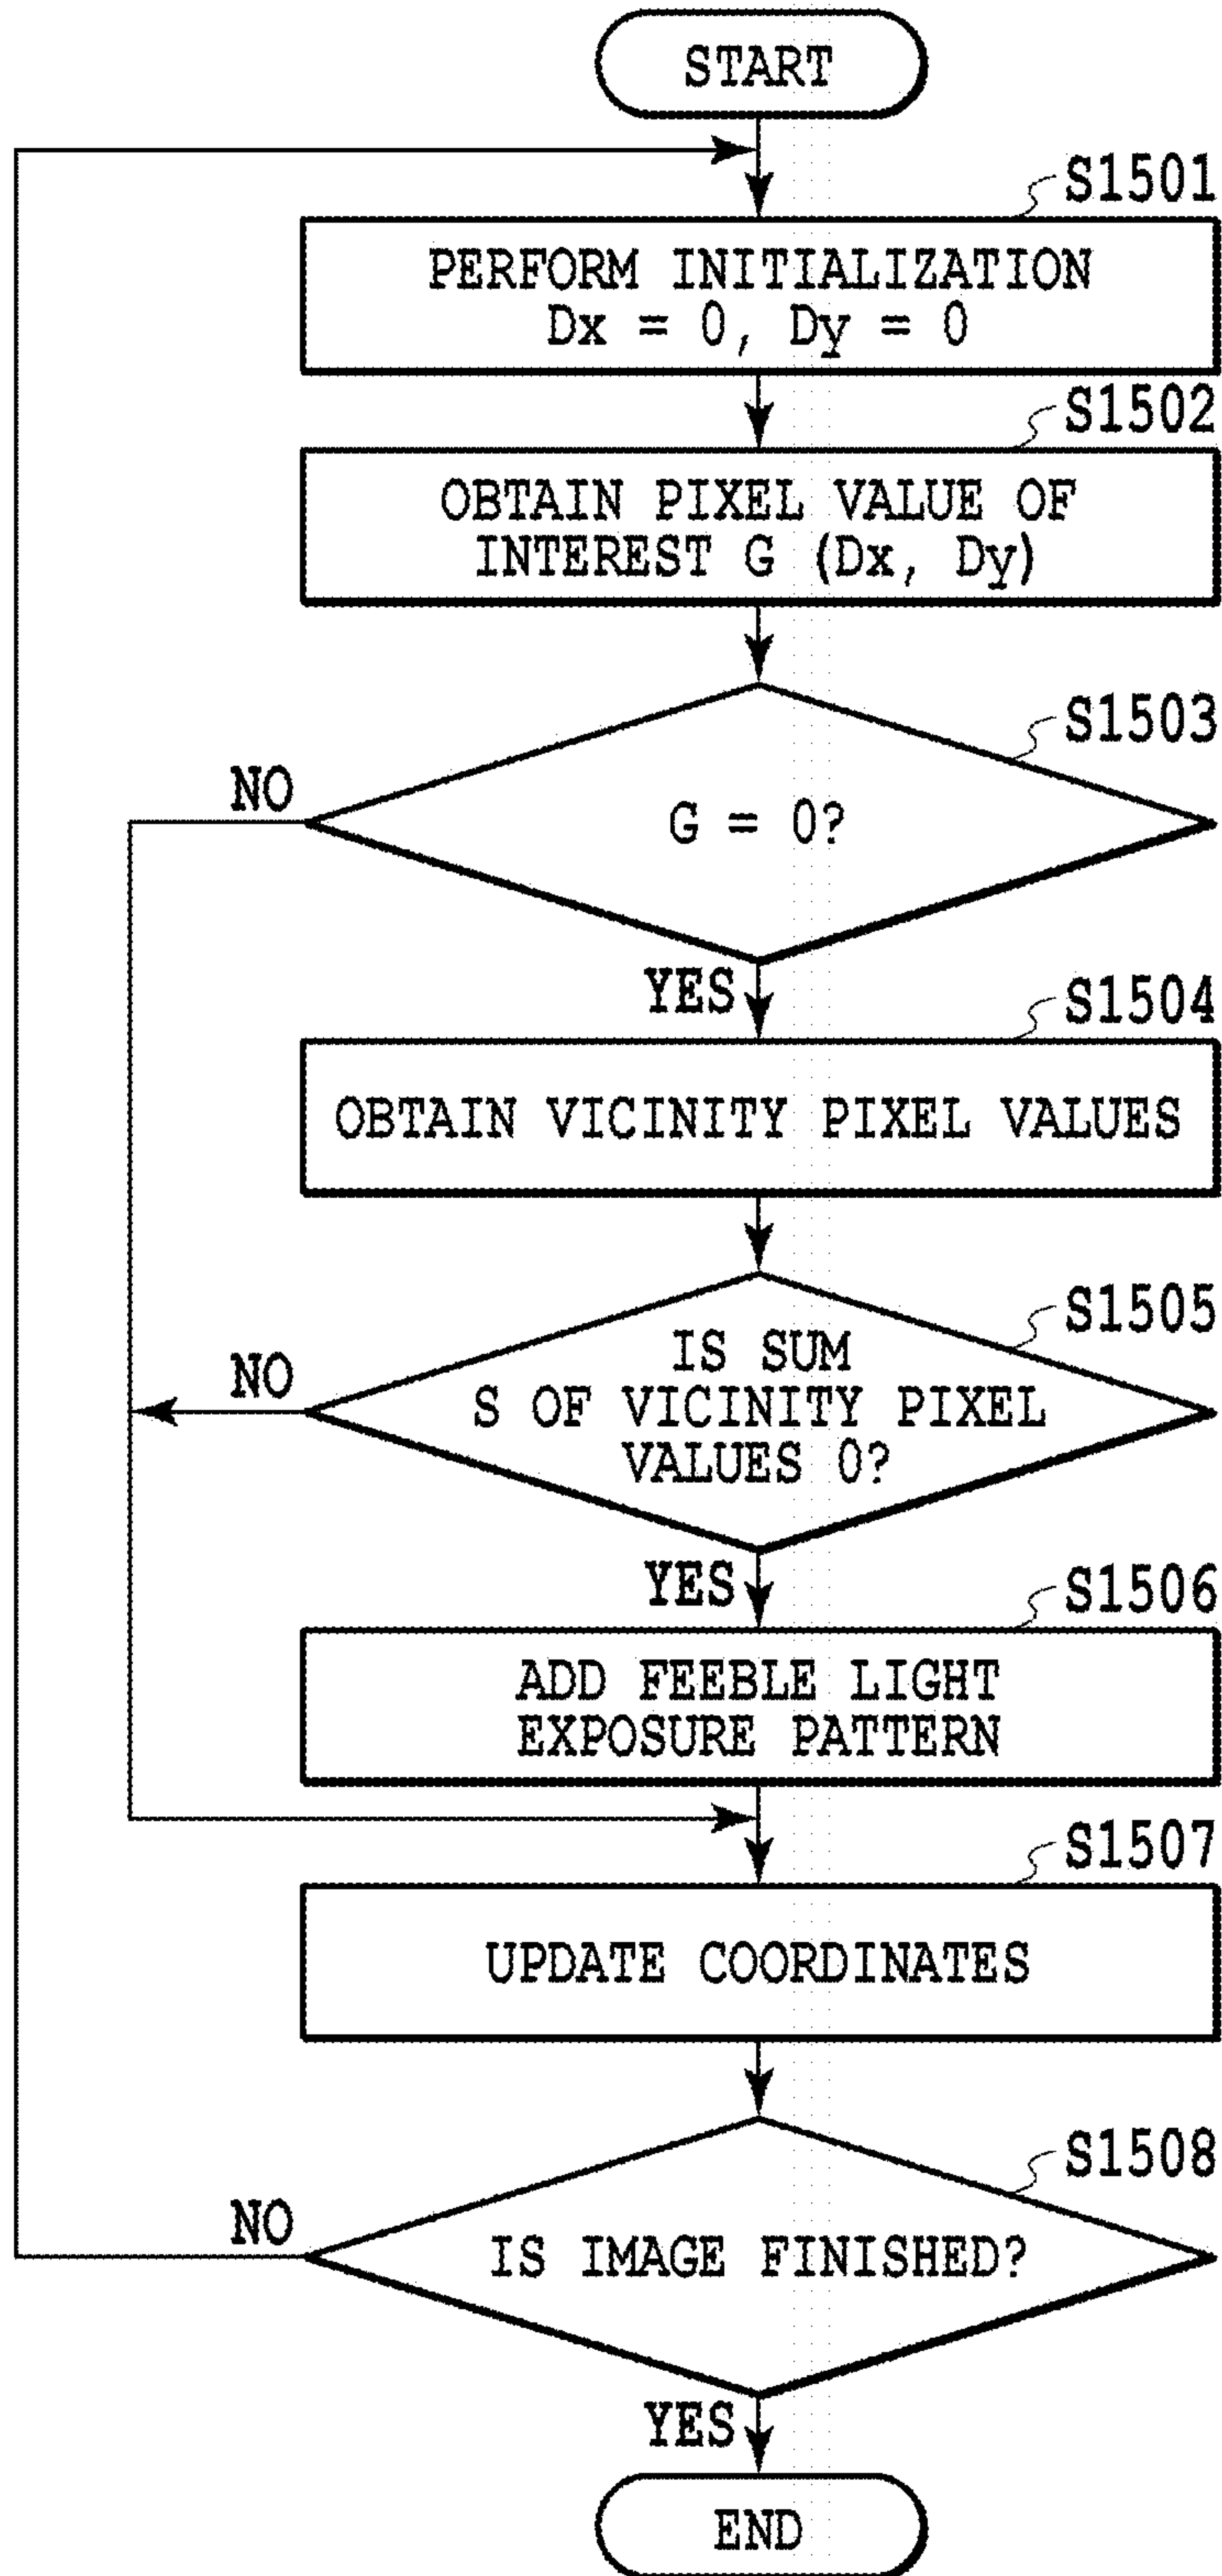 START
S1501
PERFORM INITIALIZATION
Dx = 0, Dy = 0
S1502
OBTAIN PIXEL VALUE OF
INTEREST G (Dx, Dy)
S1503
NO
G = 0?
YES
S1504
OBTAIN VICINITY PIXEL VALUES
S1505
NO
IS SUM
S OF VICINITY PIXEL
VALUES 0?
YES
S1506
ADD FEEBLE LIGHT
EXPOSURE PATTERN
S1507
UPDATE COORDINATES
S1508
NO
IS IMAGE FINISHED?
YES
END